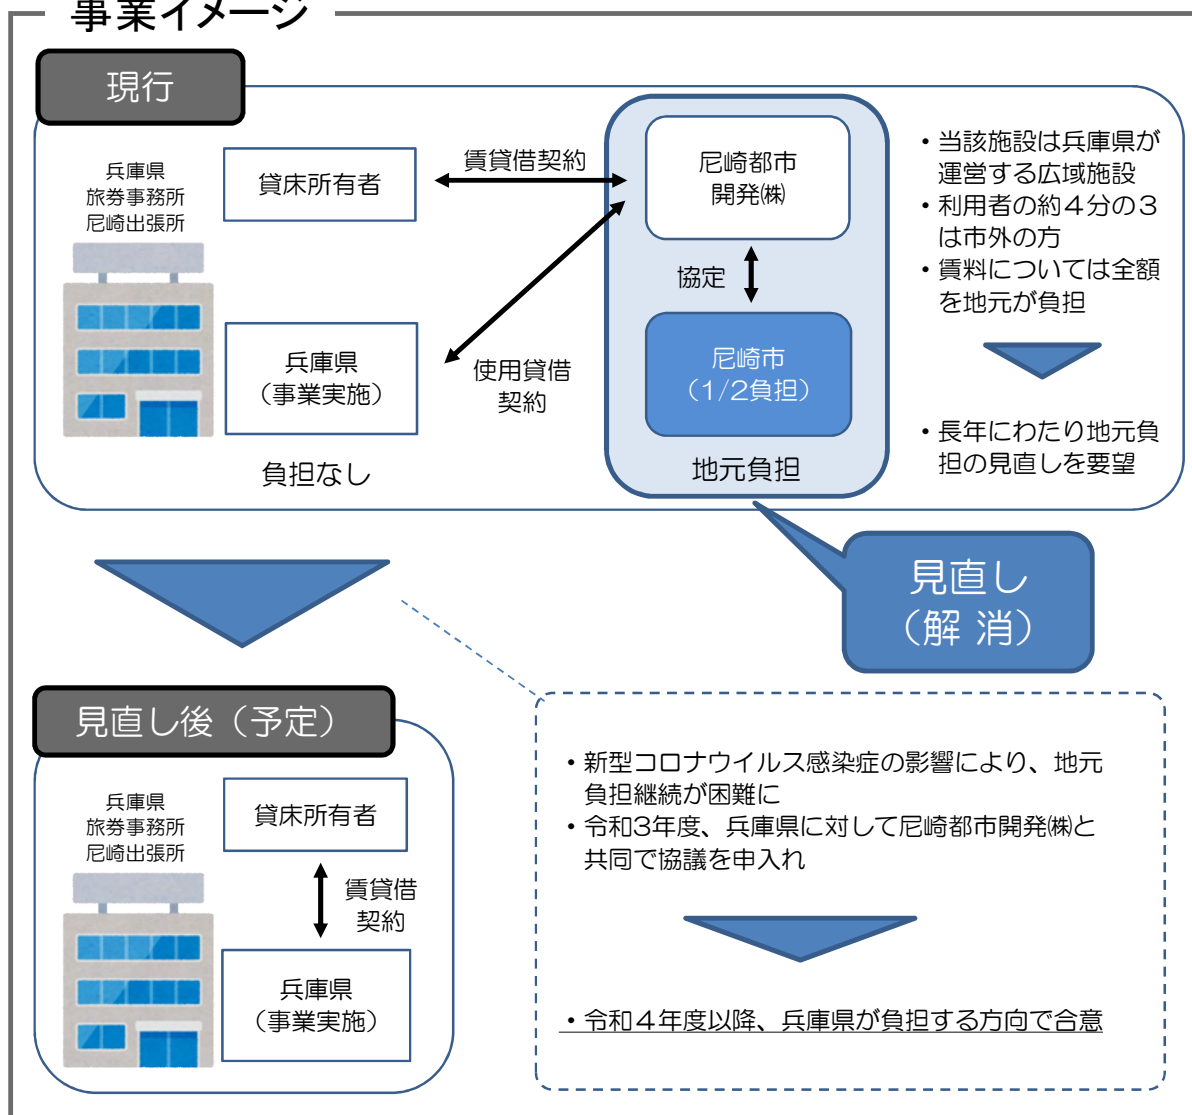 事業イメージ
現行
兵庫県
旅券事務所
尼崎出張所
貸床所有者
賃貸借契約
尼崎都市
開発㈱
協定
兵庫県
（事業実施）
使用貸借
契約
尼崎市
（1/2負担）
負担なし
地元負担
・当該施設は兵庫県が
運営する広域施設
・利用者の約４分の３
は市外の方
・賃料については全額
を地元が負担
・長年にわたり地元負
担の見直しを要望
見直し
（解 消）
見直し後（予定）
兵庫県
旅券事務所
尼崎出張所
貸床所有者
賃貸借
契約
兵庫県
（事業実施）
・新型コロナウイルス感染症の影響により、地元
負担継続が困難に
・令和3年度、兵庫県に対して尼崎都市開発㈱と
共同で協議を申入れ
・令和４年度以降、兵庫県が負担する方向で合意